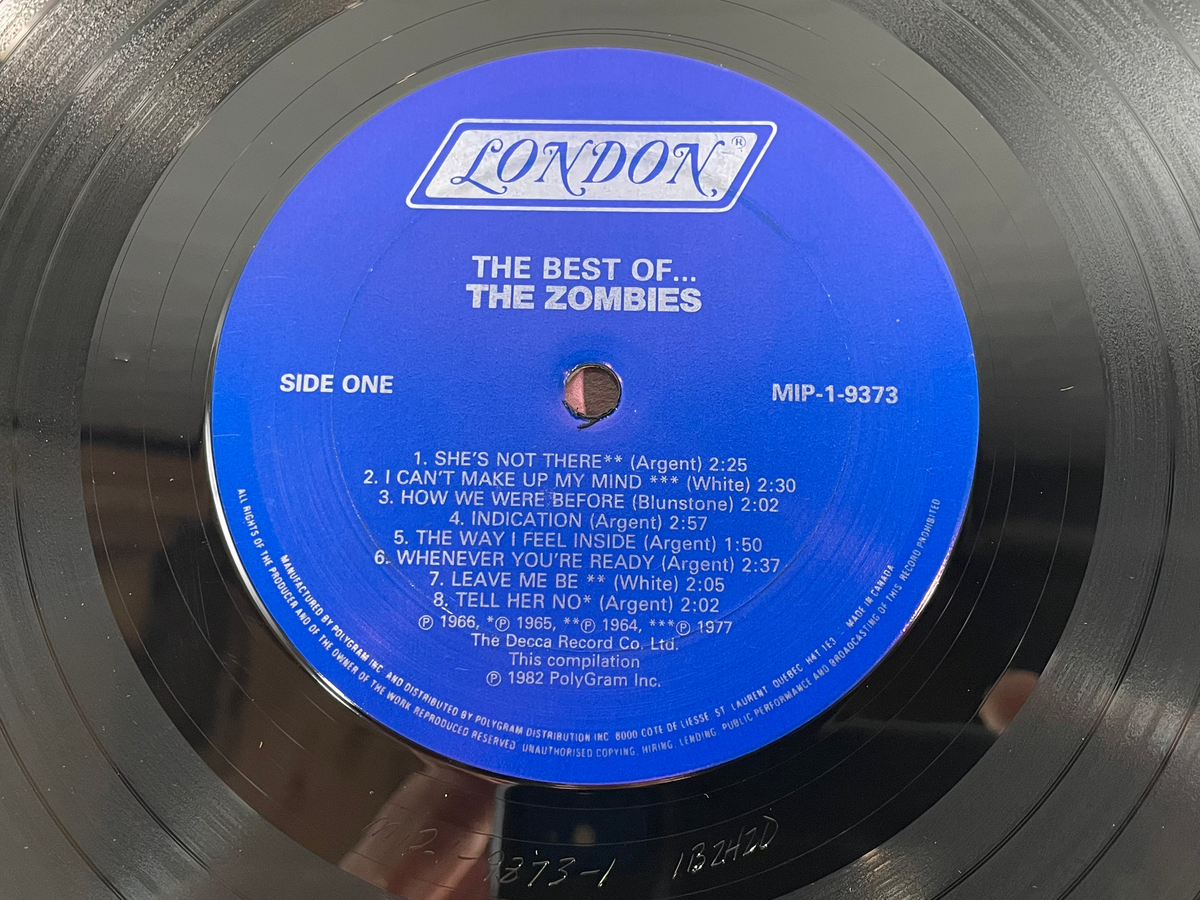 LONDON®
THE BEST OF...
THE ZOMBIES
SIDE ONE
MIP-1-9373
1. SHE'S NOT THERE** (Argent) 2:25
2. I CAN'T MAKE UP MY MIND *** (White) 2:30
3. HOW WE WERE BEFORE (Blunstone) 2:02
4. INDICATION (Argent) 2:57
5. THE WAY I FEEL INSIDE (Argent) 1:50
6. WHENEVER YOU'RE READY (Argent) 2:37
7. LEAVE ME BE ** (White) 2:05
8. TELL HER NO* (Argent) 2:02
℗ 1966, *℗ 1965, **℗ 1964, ***℗ 1977
The Decca Record Co. Ltd.
This compilation
℗ 1982 PolyGram Inc.
MANUFACTURED BY POLYGRAM INC AND DISTRIBUTED BY POLYGRAM DISTRIBUTION INC 6000 COTE DE LIESSE ST LAURENT QUEBEC H4T 1E3 MADE IN CANADA
ALL RIGHTS OF THE PRODUCER AND OF THE OWNER OF THE WORK REPRODUCED RESERVED UNAUTHORISED COPYING, HIRING, LENDING PUBLIC PERFORMANCE AND BROADCASTING OF THIS RECORD PROHIBITED
-9373-1 1B2H2D